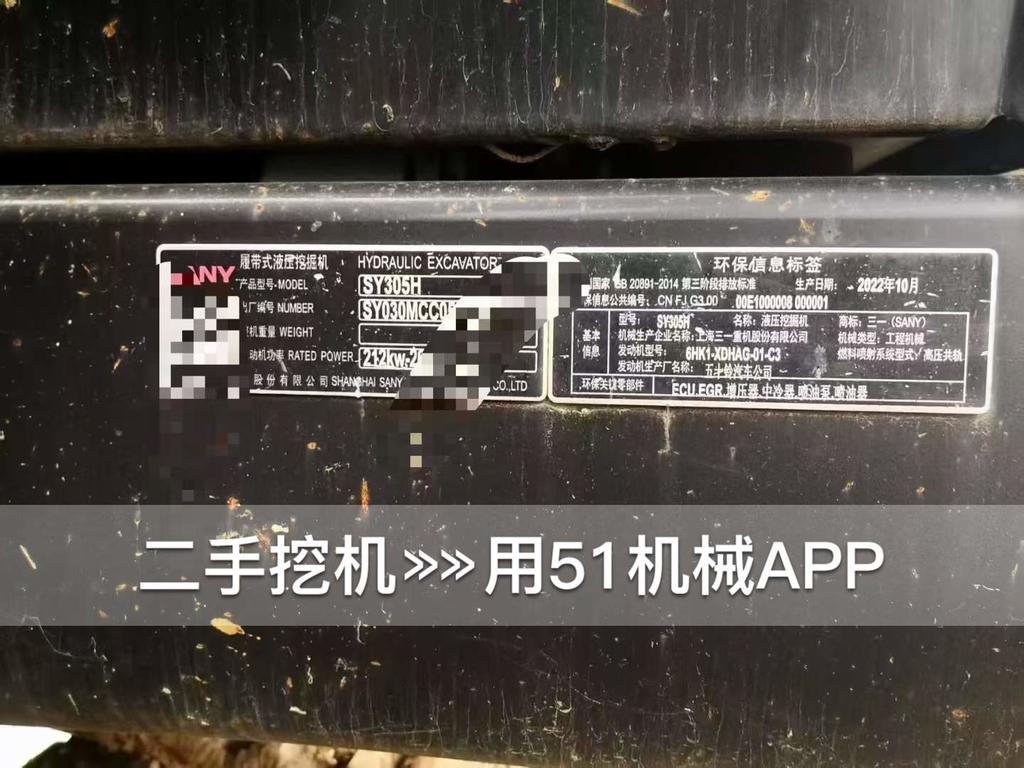 SANY 履带式液压挖掘机 HYDRAULIC EXCAVATOR
产品型号-MODEL SY305H
出厂编号 NUMBER SY030MCC0
机重量 WEIGHT
动机功率 RATED POWER 212kw-20
股份有限公司 SHANGHAI SANY CO.,LTD
环保信息标签
国家 GB 20891-2014 第三阶段排放标准 生产日期: 2022年10月
保信息公共编号: CN FJ G3 00 00E1000008 000001
基本信息
型号: SY305H 名称: 液压挖掘机 商标: 三一 (SANY)
机械生产企业名称: 上海三一重机股份有限公司 机械类型: 工程机械
发动机型号: 6HK1-XDHAG-01-C3 燃料喷射系统型式: 高压共轨
发动机生产厂名称: 五十铃汽车公司
环保关键零部件 ECU.EGR.增压器.中冷器.喷油泵.喷油器
二手挖机>>>>用51机械APP